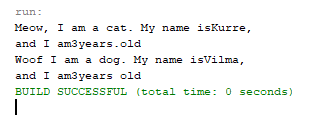 run:
Meow, I am a cat. My name isKurre,
and I am3years.old
Woof I am a dog. My name isVilma,
and I am3years old
BUILD SUCCESSFUL (total time: 0 seconds)